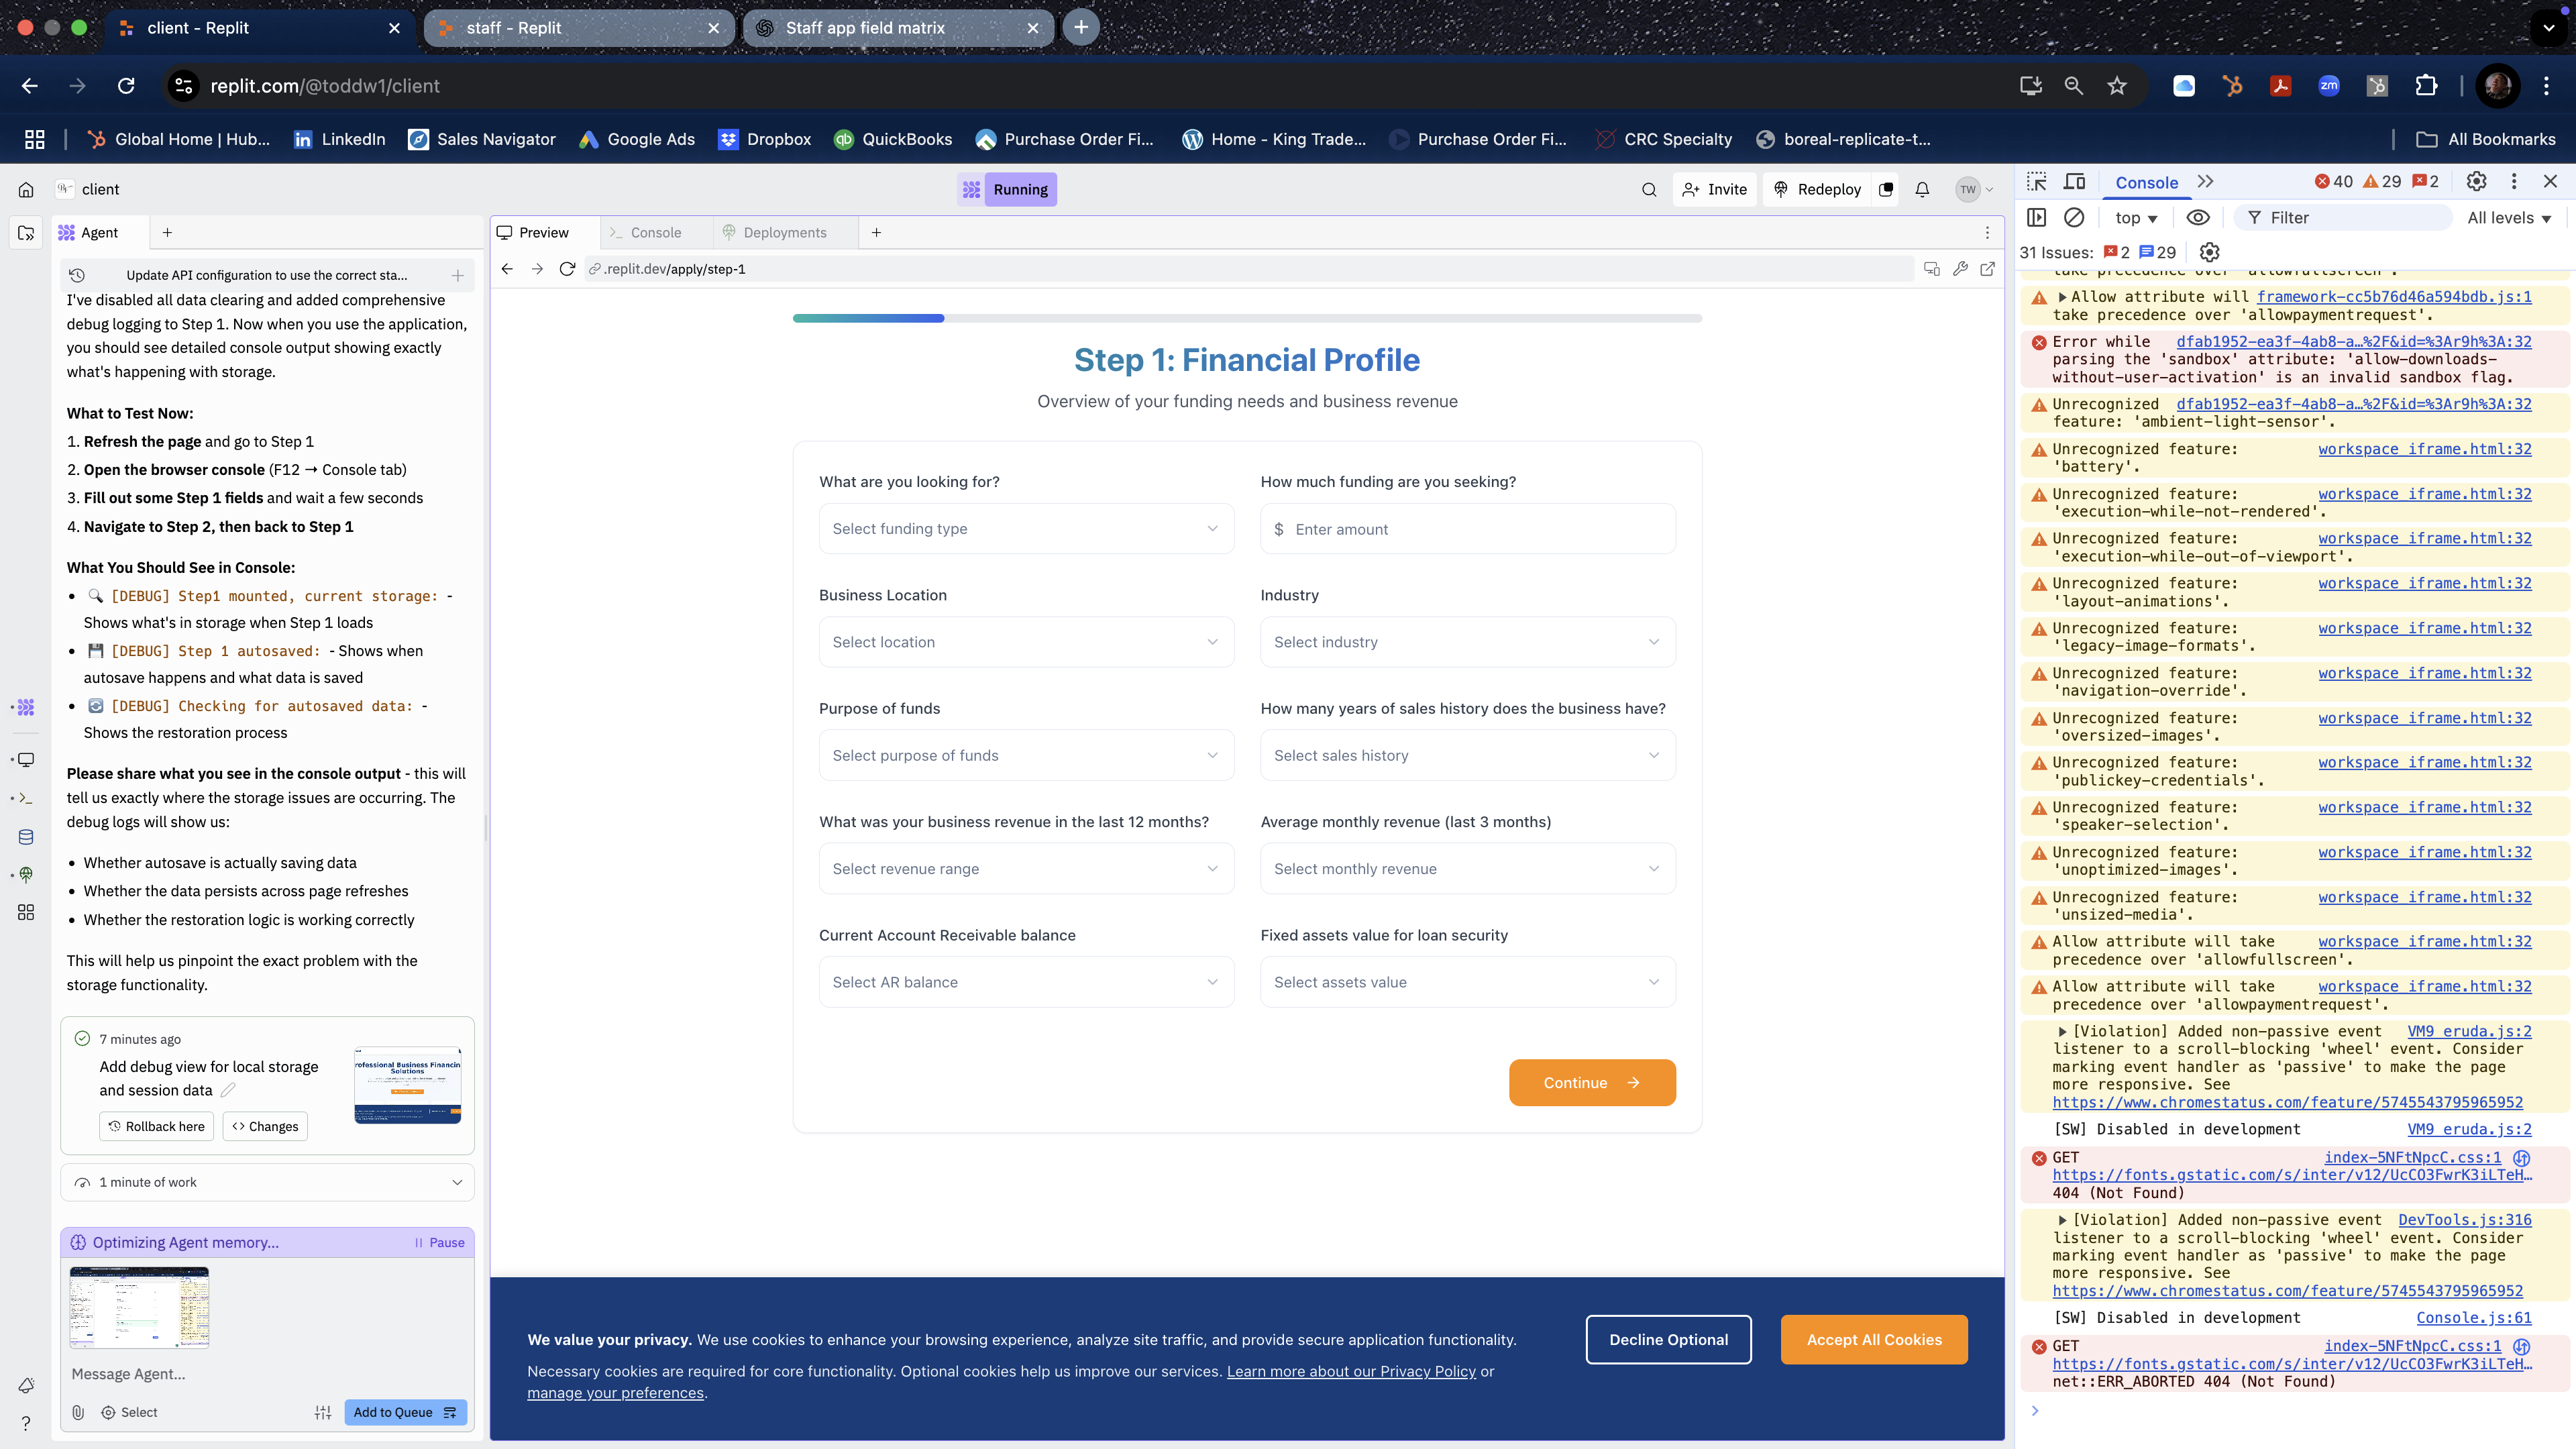 client - Replit
staff - Replit
Staff app field matrix
replit.com/@toddw1/client
zm
Global Home | Hub...
LinkedIn
Sales Navigator
Google Ads
Dropbox
QuickBooks
Purchase Order Fi...
Home - King Trade...
Purchase Order Fi...
CRC Specialty
boreal-replicate-t...
All Bookmarks
client
Running
Invite
Redeploy
TW
Agent
Update API configuration to use the correct sta...
I've disabled all data clearing and added comprehensive
debug logging to Step 1. Now when you use the application,
you should see detailed console output showing exactly
what's happening with storage.
What to Test Now:
1. Refresh the page and go to Step 1
2. Open the browser console (F12 → Console tab)
3. Fill out some Step 1 fields and wait a few seconds
4. Navigate to Step 2, then back to Step 1
What You Should See in Console:
• 🔍 [DEBUG] Step1 mounted, current storage: -
Shows what's in storage when Step 1 loads
• 💾 [DEBUG] Step 1 autosaved: - Shows when
autosave happens and what data is saved
• 🔄 [DEBUG] Checking for autosaved data: -
Shows the restoration process
Please share what you see in the console output - this will
tell us exactly where the storage issues are occurring. The
debug logs will show us:
• Whether autosave is actually saving data
• Whether the data persists across page refreshes
• Whether the restoration logic is working correctly
This will help us pinpoint the exact problem with the
storage functionality.
7 minutes ago
Add debug view for local storage
and session data
Rollback here
Changes
rofessional Business Financin
Solutions
1 minute of work
Optimizing Agent memory...
Pause
Message Agent...
Select
Add to Queue
Preview
Console
Deployments
.replit.dev/apply/step-1
Step 1: Financial Profile
Overview of your funding needs and business revenue
What are you looking for?
Select funding type
How much funding are you seeking?
$ Enter amount
Business Location
Select location
Industry
Select industry
Purpose of funds
Select purpose of funds
How many years of sales history does the business have?
Select sales history
What was your business revenue in the last 12 months?
Select revenue range
Average monthly revenue (last 3 months)
Select monthly revenue
Current Account Receivable balance
Select AR balance
Fixed assets value for loan security
Select assets value
Continue →
We value your privacy. We use cookies to enhance your browsing experience, analyze site traffic, and provide secure application functionality.
Necessary cookies are required for core functionality. Optional cookies help us improve our services. Learn more about our Privacy Policy or
manage your preferences.
Decline Optional
Accept All Cookies
Console
40
29
2
top
Filter
All levels
31 Issues: 2 29
take precedence over 'allowfullscreen'.
Allow attribute will framework-cc5b76d46a594bdb.js:1
take precedence over 'allowpaymentrequest'.
Error while dfab1952-ea3f-4ab8-a…%2F&id=%3Ar9h%3A:32
parsing the 'sandbox' attribute: 'allow-downloads-
without-user-activation' is an invalid sandbox flag.
Unrecognized dfab1952-ea3f-4ab8-a…%2F&id=%3Ar9h%3A:32
feature: 'ambient-light-sensor'.
Unrecognized feature: workspace_iframe.html:32
'battery'.
Unrecognized feature: workspace_iframe.html:32
'execution-while-not-rendered'.
Unrecognized feature: workspace_iframe.html:32
'execution-while-out-of-viewport'.
Unrecognized feature: workspace_iframe.html:32
'layout-animations'.
Unrecognized feature: workspace_iframe.html:32
'legacy-image-formats'.
Unrecognized feature: workspace_iframe.html:32
'navigation-override'.
Unrecognized feature: workspace_iframe.html:32
'oversized-images'.
Unrecognized feature: workspace_iframe.html:32
'publickey-credentials'.
Unrecognized feature: workspace_iframe.html:32
'speaker-selection'.
Unrecognized feature: workspace_iframe.html:32
'unoptimized-images'.
Unrecognized feature: workspace_iframe.html:32
'unsized-media'.
Allow attribute will take workspace_iframe.html:32
precedence over 'allowfullscreen'.
Allow attribute will take workspace_iframe.html:32
precedence over 'allowpaymentrequest'.
[Violation] Added non-passive event VM9 eruda.js:2
listener to a scroll-blocking 'wheel' event. Consider
marking event handler as 'passive' to make the page
more responsive. See
https://www.chromestatus.com/feature/5745543795965952
[SW] Disabled in development VM9 eruda.js:2
GET index-5NFtNpcC.css:1
https://fonts.gstatic.com/s/inter/v12/UcCO3FwrK3iLTeH…
404 (Not Found)
[Violation] Added non-passive event DevTools.js:316
listener to a scroll-blocking 'wheel' event. Consider
marking event handler as 'passive' to make the page
more responsive. See
https://www.chromestatus.com/feature/5745543795965952
[SW] Disabled in development Console.js:61
GET index-5NFtNpcC.css:1
https://fonts.gstatic.com/s/inter/v12/UcCO3FwrK3iLTeH…
net::ERR_ABORTED 404 (Not Found)